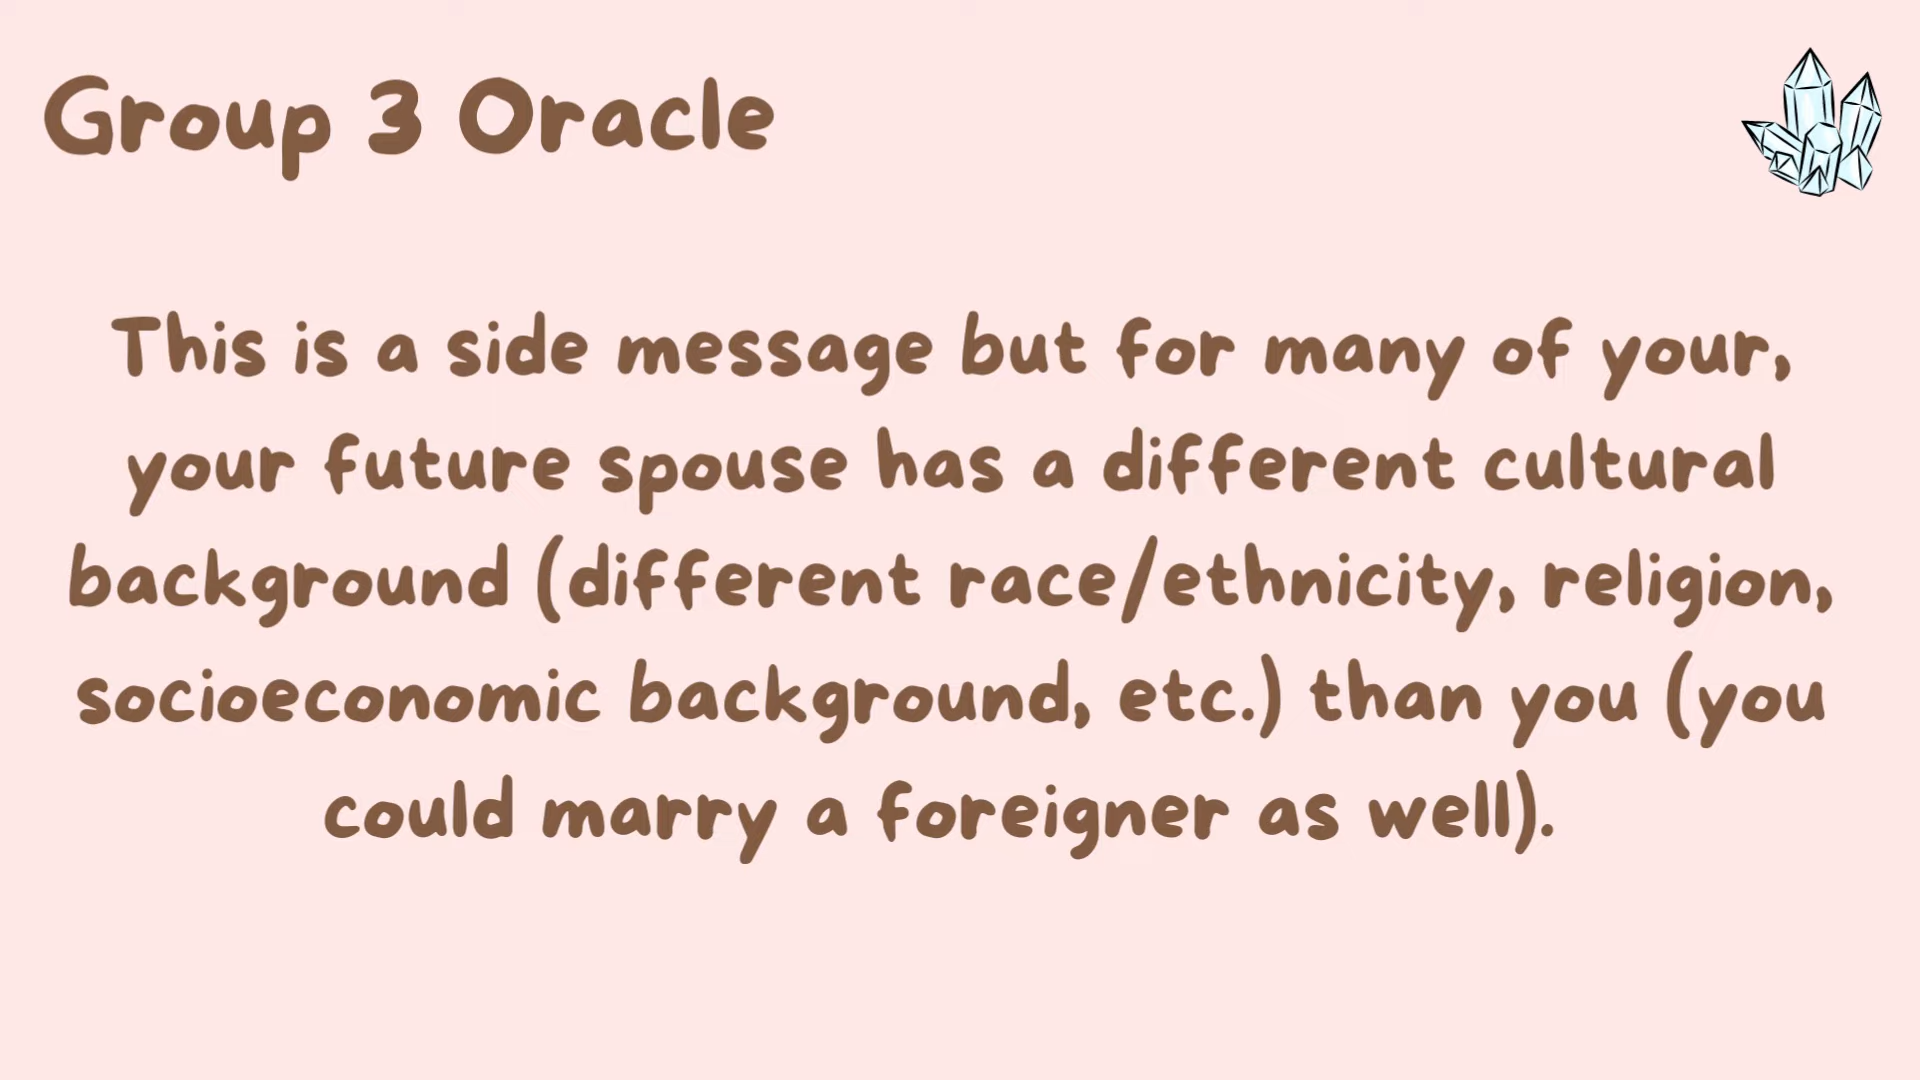 Group 3 Oracle
This is a side message but for many of your,
your future spouse has a different cultural
background (different race/ethnicity, religion,
socioeconomic background, etc.) than you (you
could marry a foreigner as well).